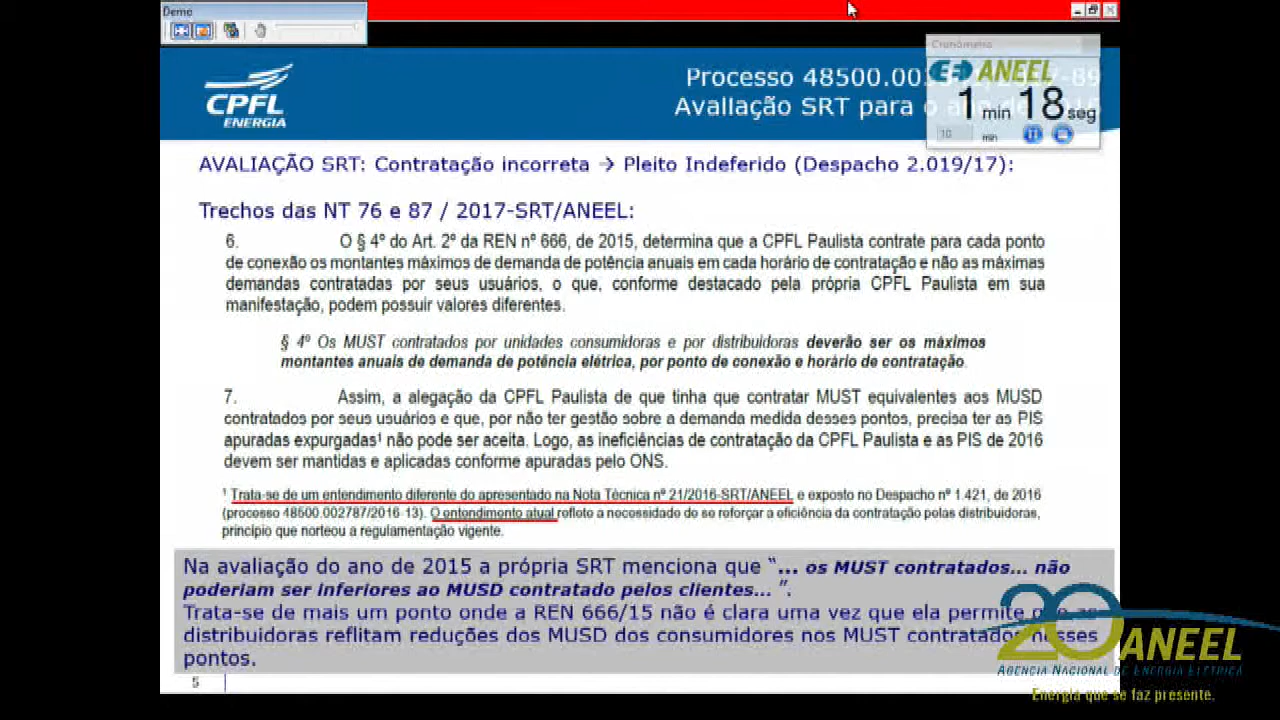 Demo
CPFL
ENERGIA
Processo 48500.00
-89
Avaliação SRT para o ano de
Cronômetro
ANEEL
1 min 18 seg
10 min
AVALIAÇÃO SRT: Contratação incorreta → Pleito Indeferido (Despacho 2.019/17):
Trechos das NT 76 e 87 / 2017-SRT/ANEEL:
6. O § 4º do Art. 2º da REN nº 666, de 2015, determina que a CPFL Paulista contrate para cada ponto
de conexão os montantes máximos de demanda de potência anuais em cada horário de contratação e não as máximas
demandas contratadas por seus usuários, o que, conforme destacado pela própria CPFL Paulista em sua
manifestação, podem possuir valores diferentes.
§ 4º Os MUST contratados por unidades consumidoras e por distribuidoras deverão ser os máximos
montantes anuais de demanda de potência elétrica, por ponto de conexão e horário de contratação.
7. Assim, a alegação da CPFL Paulista de que tinha que contratar MUST equivalentes aos MUSD
contratados por seus usuários e que, por não ter gestão sobre a demanda medida desses pontos, precisa ter as PIS
apuradas expurgadas¹ não pode ser aceita. Logo, as ineficiências de contratação da CPFL Paulista e as PIS de 2016
devem ser mantidas e aplicadas conforme apuradas pelo ONS.
¹ Trata-se de um entendimento diferente do apresentado na Nota Técnica nº 21/2016-SRT/ANEEL e exposto no Despacho nº 1.421, de 2016
(processo 48500.002787/2016-13). O entendimento atual reflete a necessidade de se reforçar a eficiência da contratação pelas distribuidoras,
princípio que norteou a regulamentação vigente.
Na avaliação do ano de 2015 a própria SRT menciona que "... os MUST contratados... não
poderiam ser inferiores ao MUSD contratado pelos clientes... ".
Trata-se de mais um ponto onde a REN 666/15 não é clara uma vez que ela permite que as
distribuidoras reflitam reduções dos MUSD dos consumidores nos MUST contratados nesses
pontos.
5
20 ANEEL
AGÊNCIA NACIONAL DE ENERGIA ELÉTRICA
Energia que se faz presente.